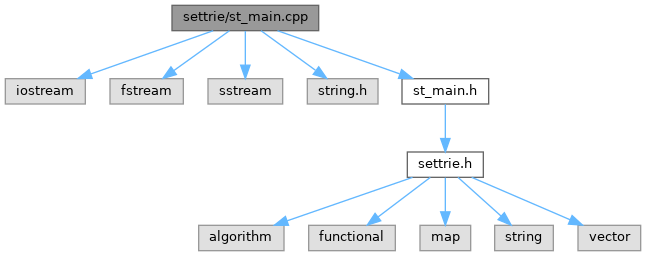 settrie/st_main.cpp
iostream
fstream
sstream
string.h
st_main.h
settrie.h
algorithm
functional
map
string
vector